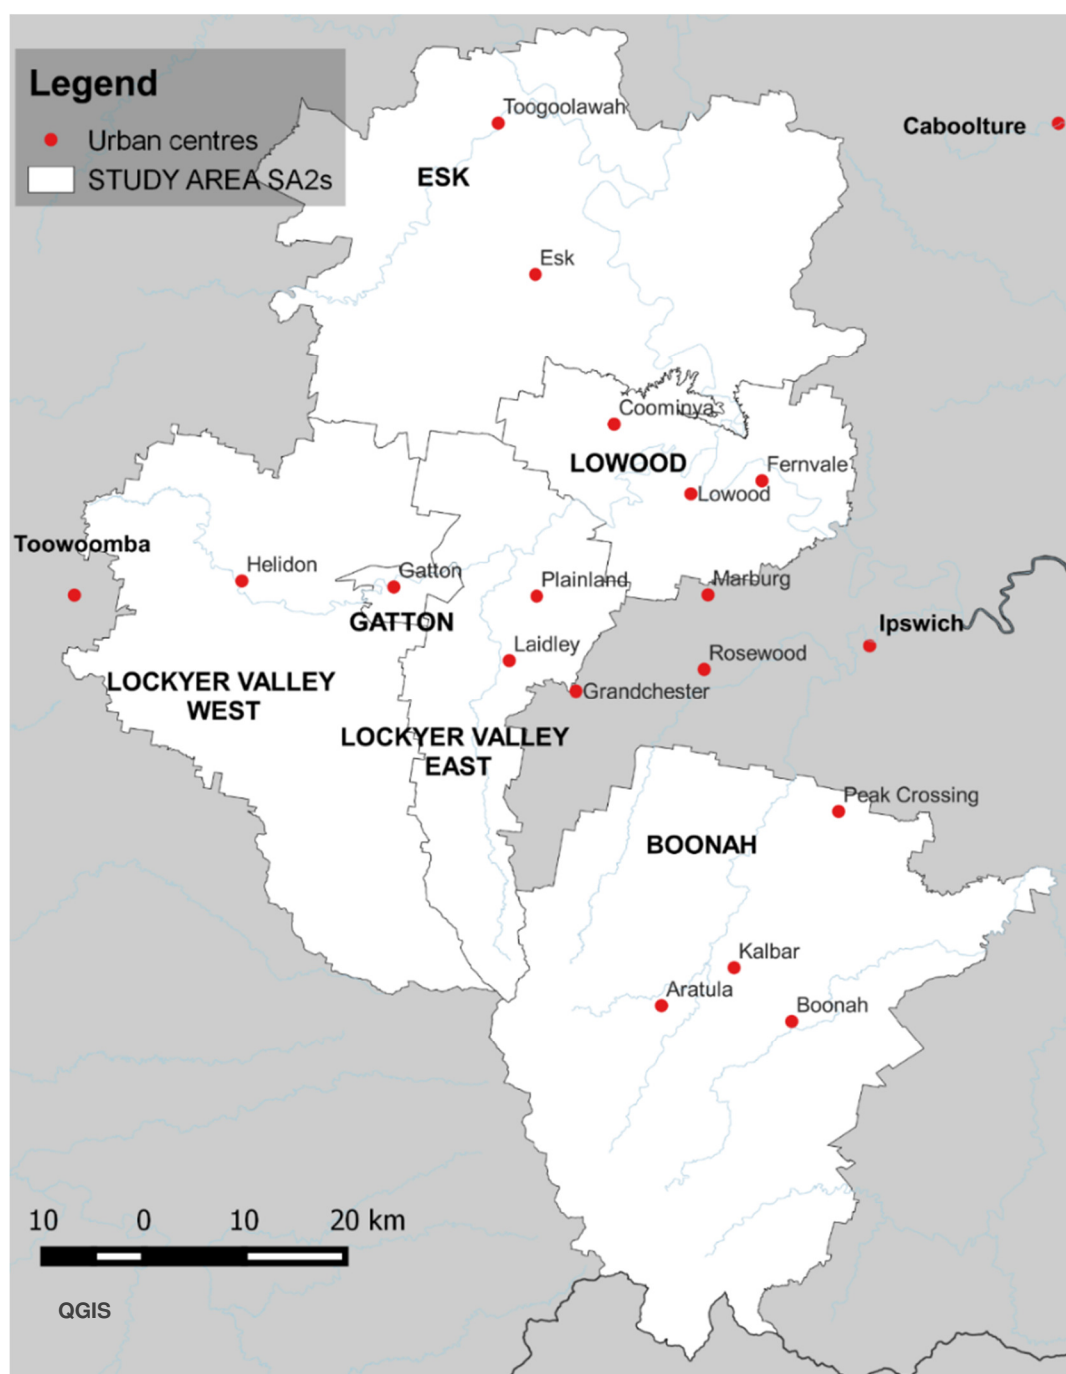 Legend
Urban centres
STUDY AREA SA2s
Toogoolawah
Caboolture
ESK
Esk
Coominya
LOWOOD
Fernvale
Lowood
Toowoomba
Helidon
Gatton
Plainland
Marburg
GATTON
Ipswich
Laidley
Rosewood
LOCKYER VALLEY
WEST
Grandchester
LOCKYER VALLEY
EAST
Peak Crossing
BOONAH
Kalbar
Aratula
Boonah
10 0 10 20 km
QGIS